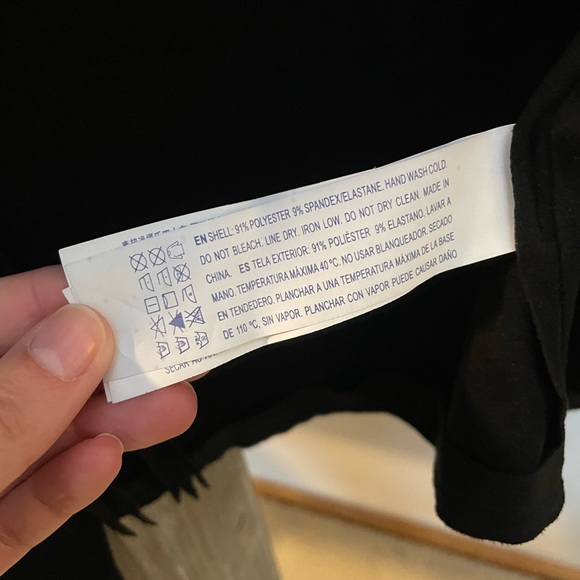 EN SHELL: 91% POLYESTER 9% SPANDEX/ELASTANE. HAND WASH COLD.
DO NOT BLEACH. LINE DRY. IRON LOW. DO NOT DRY CLEAN. MADE IN
CHINA. ES TELA EXTERIOR: 91% POLIÉSTER 9% ELASTANO. LAVAR A
MANO. TEMPERATURA MÁXIMA 40 ºC. NO USAR BLANQUEADOR. SECADO
EN TENDEDERO. PLANCHAR A UNA TEMPERATURA MÁXIMA DE LA BASE
DE 110 ºC, SIN VAPOR. PLANCHAR CON VAPOR PUEDE CAUSAR DAÑO
SECAR